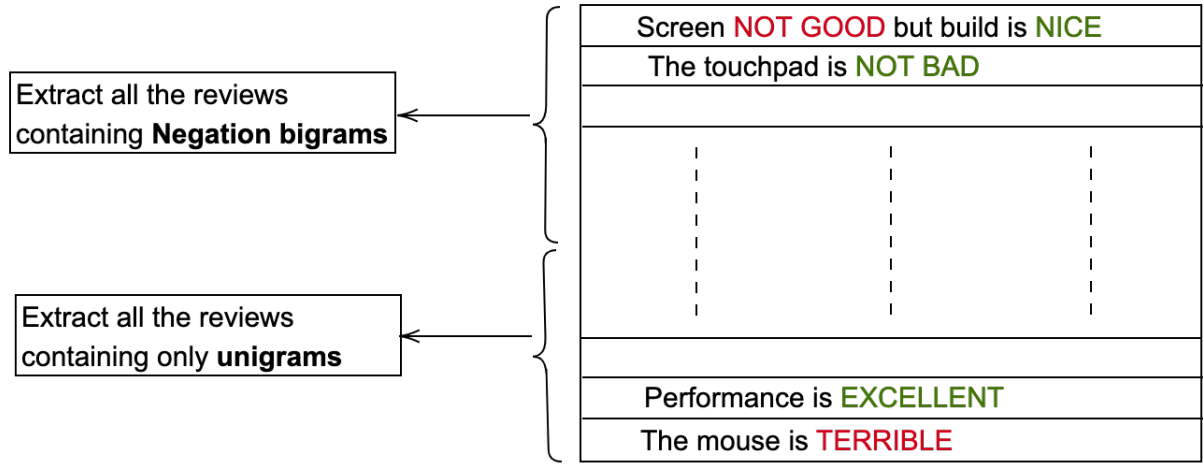 Screen NOT GOOD but build is NICE
The touchpad is NOT BAD
Extract all the reviews
containing Negation bigrams
Extract all the reviews
containing only unigrams
Performance is EXCELLENT
The mouse is TERRIBLE